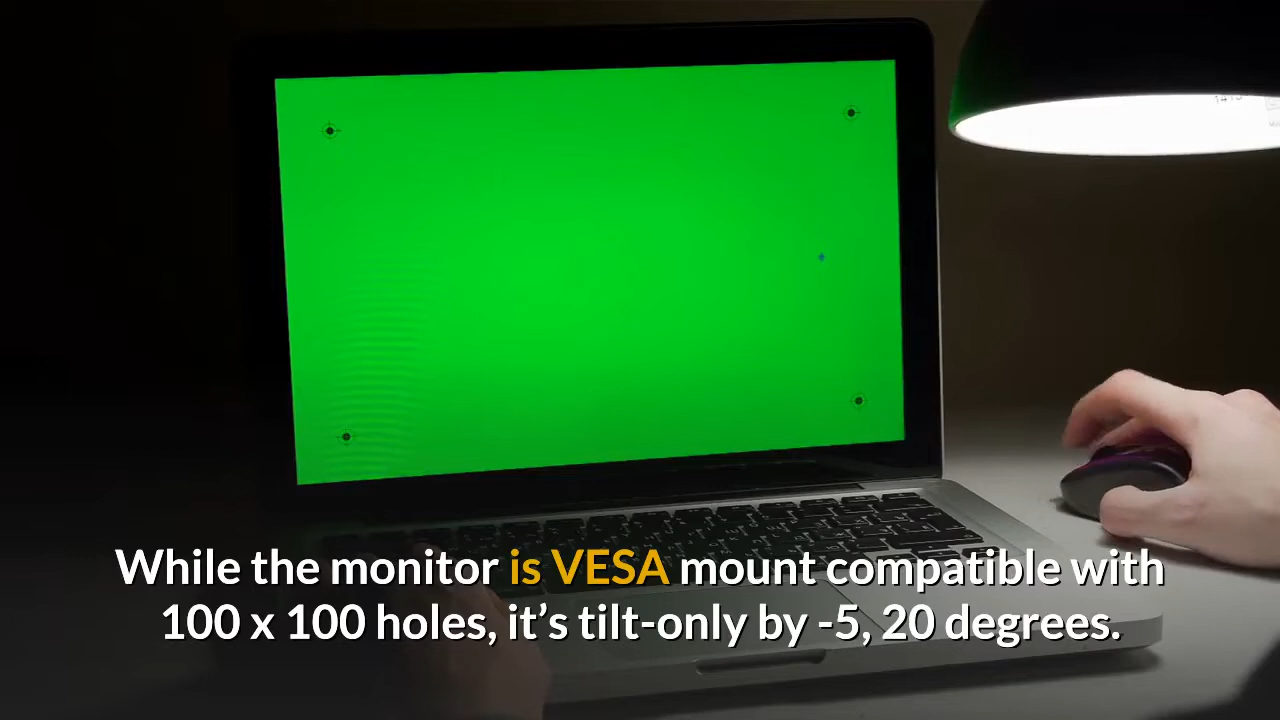 While the monitor is VESA mount compatible with
100 x 100 holes, it’s tilt-only by -5, 20 degrees.